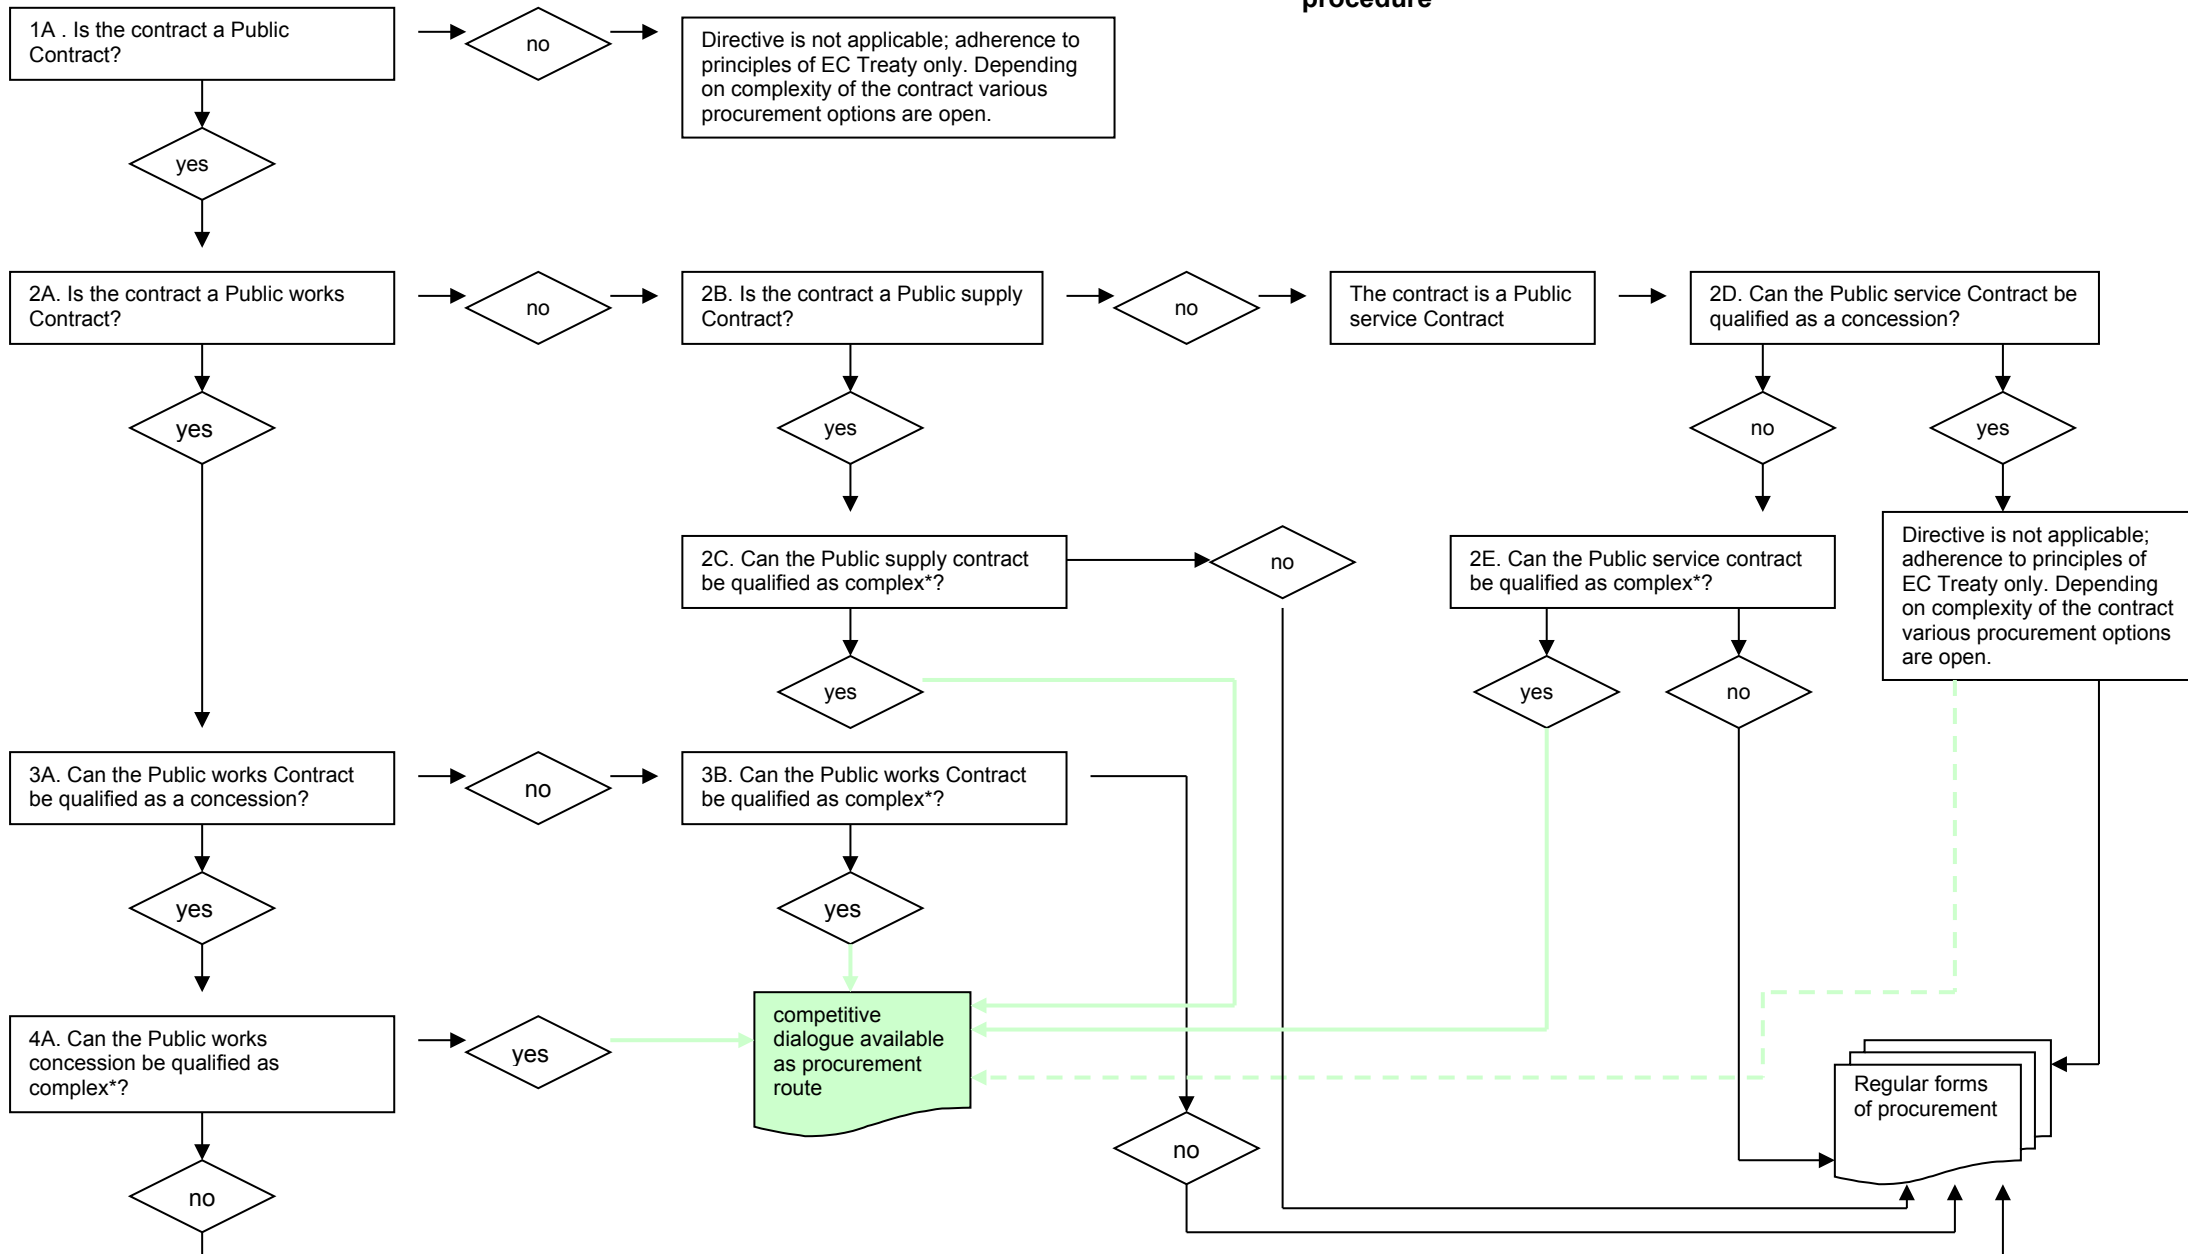 procedure
1A . Is the contract a Public
Contract?
no
Directive is not applicable; adherence to
principles of EC Treaty only. Depending
on complexity of the contract various
procurement options are open.
yes
2A. Is the contract a Public works
Contract?
no
2B. Is the contract a Public supply
Contract?
no
The contract is a Public
service Contract
2D. Can the Public service Contract be
qualified as a concession?
yes
yes
no
yes
2C. Can the Public supply contract
be qualified as complex*?
no
2E. Can the Public service contract
be qualified as complex*?
Directive is not applicable;
adherence to principles of
EC Treaty only. Depending
on complexity of the contract
various procurement options
are open.
yes
yes
no
3A. Can the Public works Contract
be qualified as a concession?
no
3B. Can the Public works Contract
be qualified as complex*?
yes
yes
4A. Can the Public works
concession be qualified as
complex*?
yes
competitive
dialogue available
as procurement
route
Regular forms
of procurement
no
no